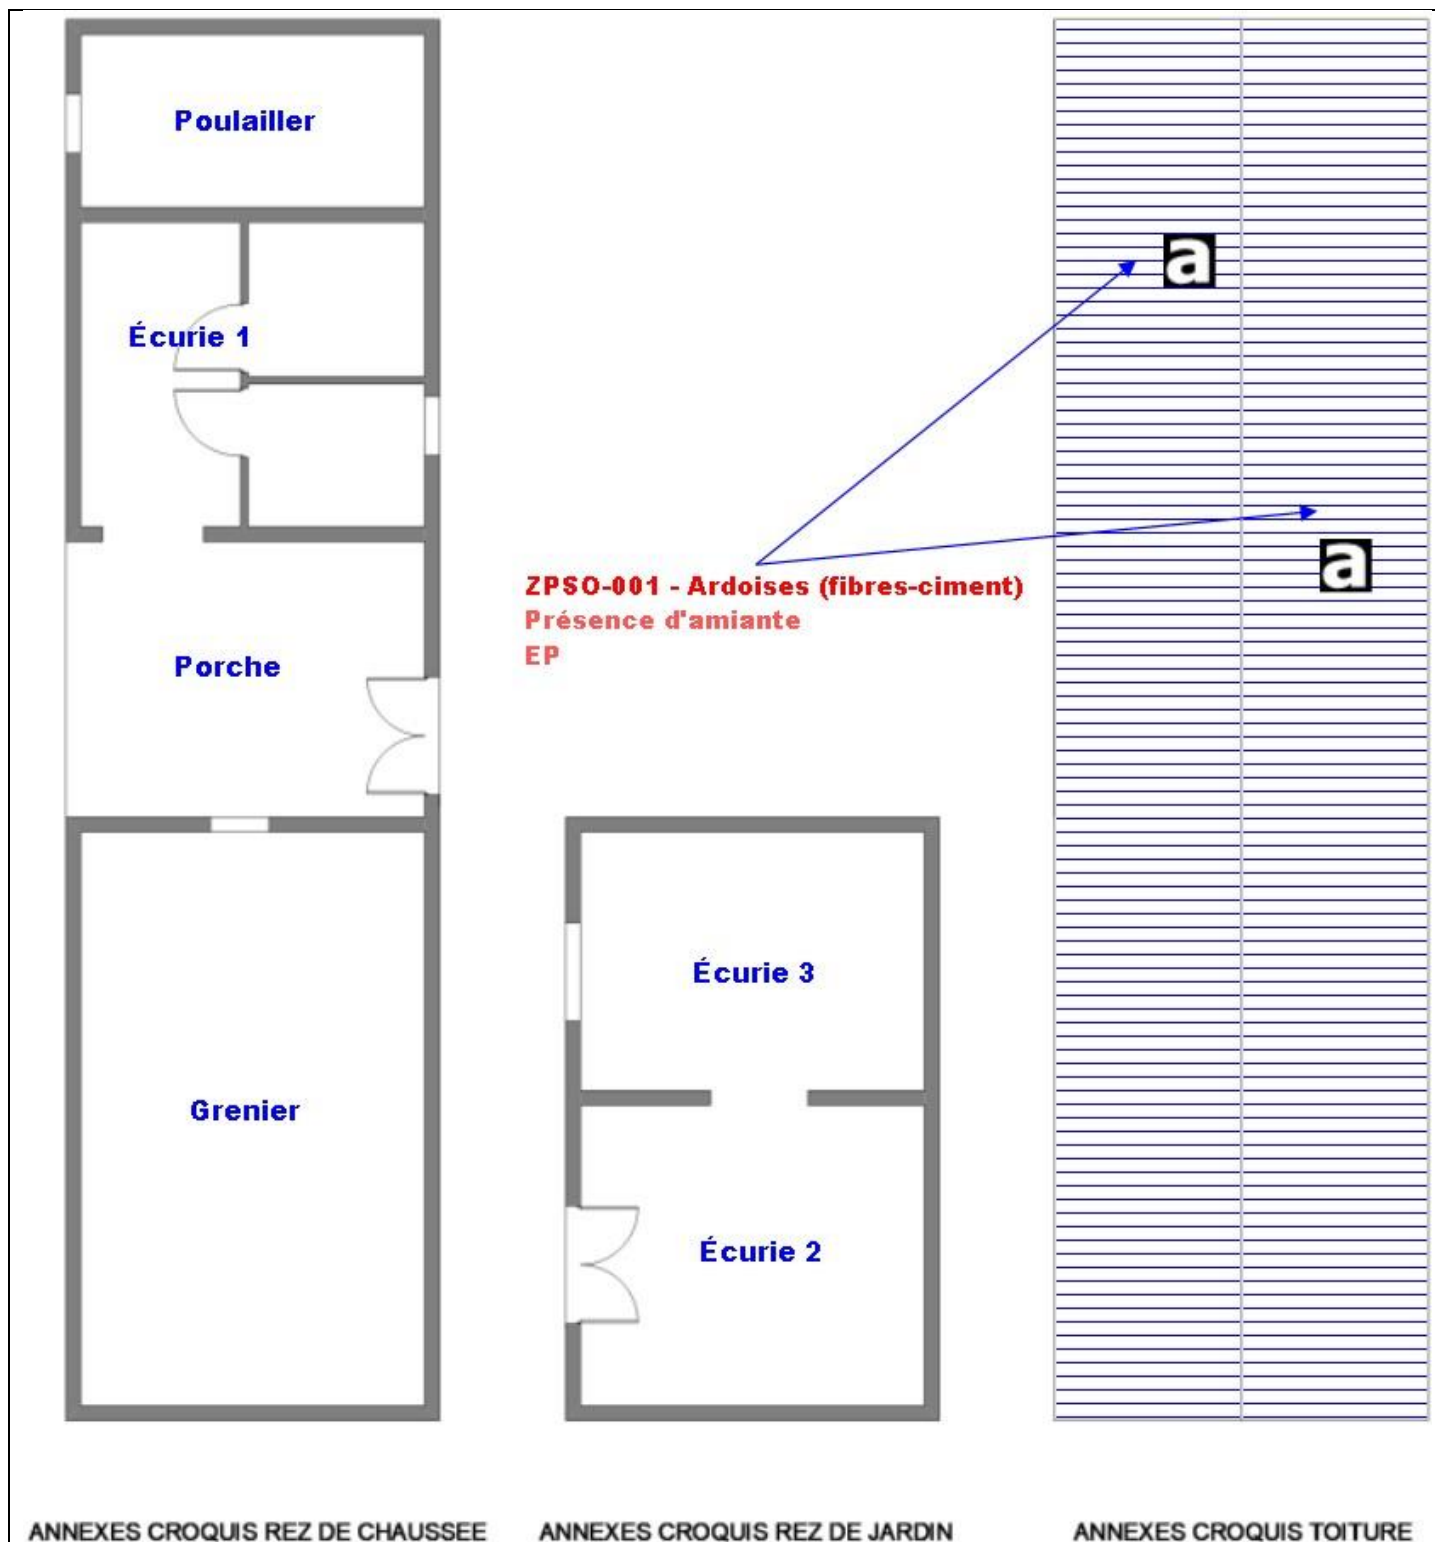 Poulailler
a
Écurie 1
a
ZPSO-001 - Ardoises (fibres-ciment)
Présence d'amiante
EP
Porche
Écurie 3
Grenier
Écurie 2
ANNEXES CROQUIS REZ DE CHAUSSEE
ANNEXES CROQUIS REZ DE JARDIN
ANNEXES CROQUIS TOITURE